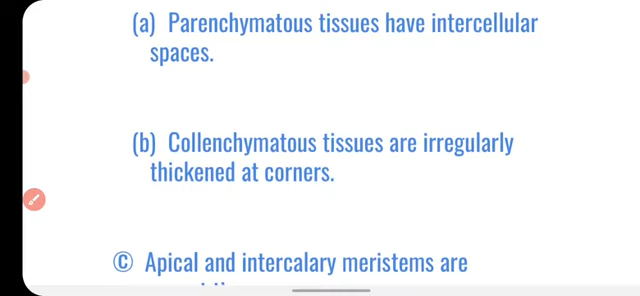 (a) Parenchymatous tissues have intercellular
spaces.
(b) Collenchymatous tissues are irregularly
thickened at corners.
© Apical and intercalary meristems are